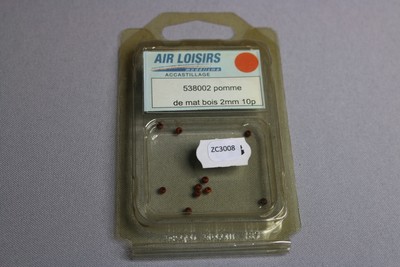 AIR LOISIRS
ACCASTILLAGE
538002 pomme
de mat bois 2mm 10p
ZC3008